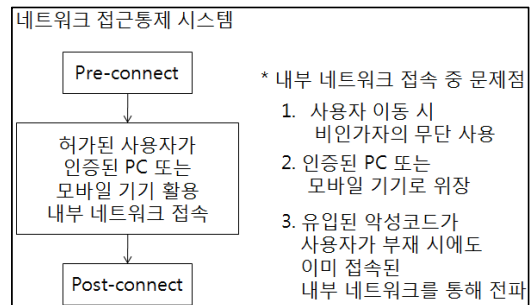 네트워크 접근통제 시스템
Pre-connect
허가된 사용자가
인증된 PC 또는
모바일 기기 활용
내부 네트워크 접속
Post-connect
* 내부 네트워크 접속 중 문제점
1. 사용자 이동 시
비인가자의 무단 사용
2. 인증된 PC 또는
모바일 기기로 위장
3. 유입된 악성코드가
사용자가 부재 시에도
이미 접속된
내부 네트워크를 통해 전파